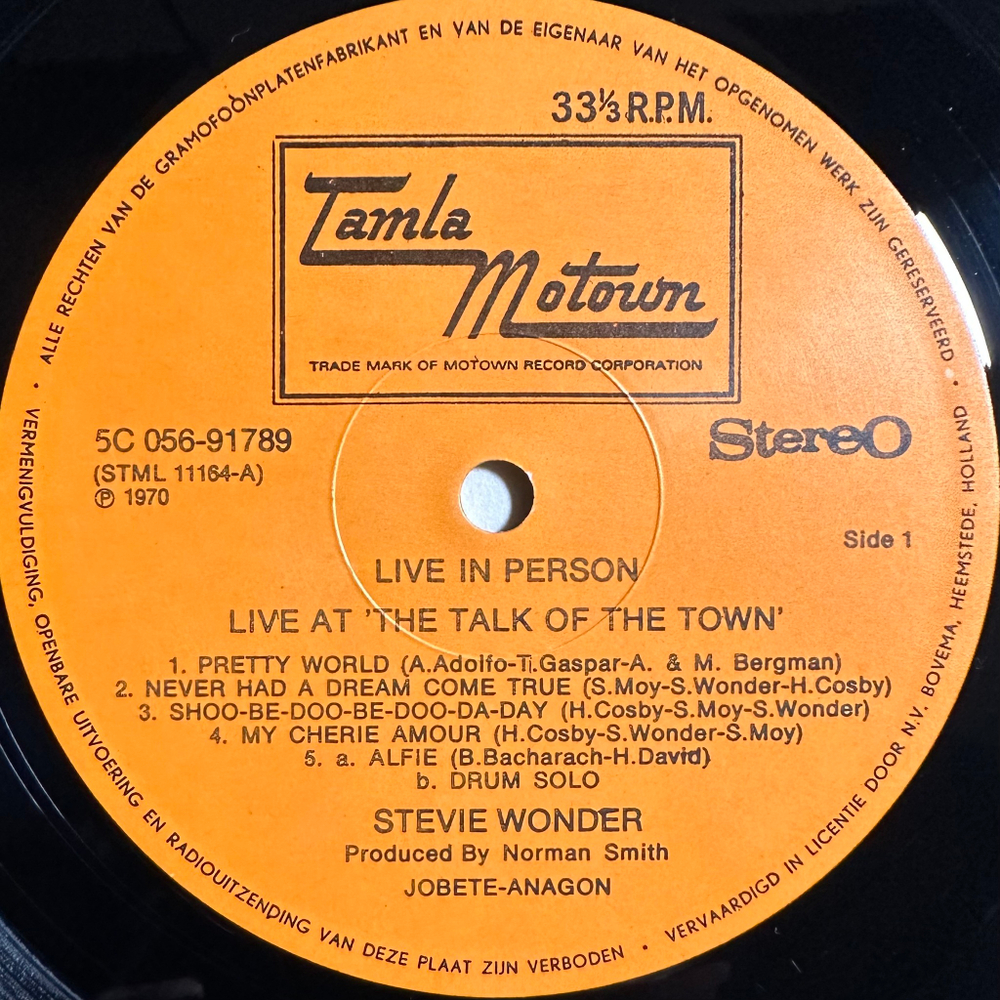 ALLE RECHTEN VAN DE GRAMOFOONPLATENFABRIKANT EN VAN DE EIGENAAR VAN HET OPGENOMEN WERK ZIJN GERESERVEERD •
33⅓ R.P.M.
Tamla
Motown
TRADE MARK OF MOTOWN RECORD CORPORATION
5C 056-91789
(STML 11164-A)
℗ 1970
StereO
Side 1
LIVE IN PERSON
LIVE AT 'THE TALK OF THE TOWN'
1. PRETTY WORLD (A.Adolfo-T.Gaspar-A. & M. Bergman)
2. NEVER HAD A DREAM COME TRUE (S.Moy-S.Wonder-H.Cosby)
3. SHOO-BE-DOO-BE-DOO-DA-DAY (H.Cosby-S.Moy-S.Wonder)
4. MY CHERIE AMOUR (H.Cosby-S.Wonder-S.Moy)
5. a. ALFIE (B.Bacharach-H.David)
b. DRUM SOLO
STEVIE WONDER
Produced By Norman Smith
JOBETE-ANAGON
• VERMENIGVULDIGING, OPENBARE UITVOERING EN RADIOUITZENDING VAN DEZE PLAAT ZIJN VERBODEN •
VERVAARDIGD IN LICENTIE DOOR N.V. BOVEMA, HEEMSTEDE, HOLLAND